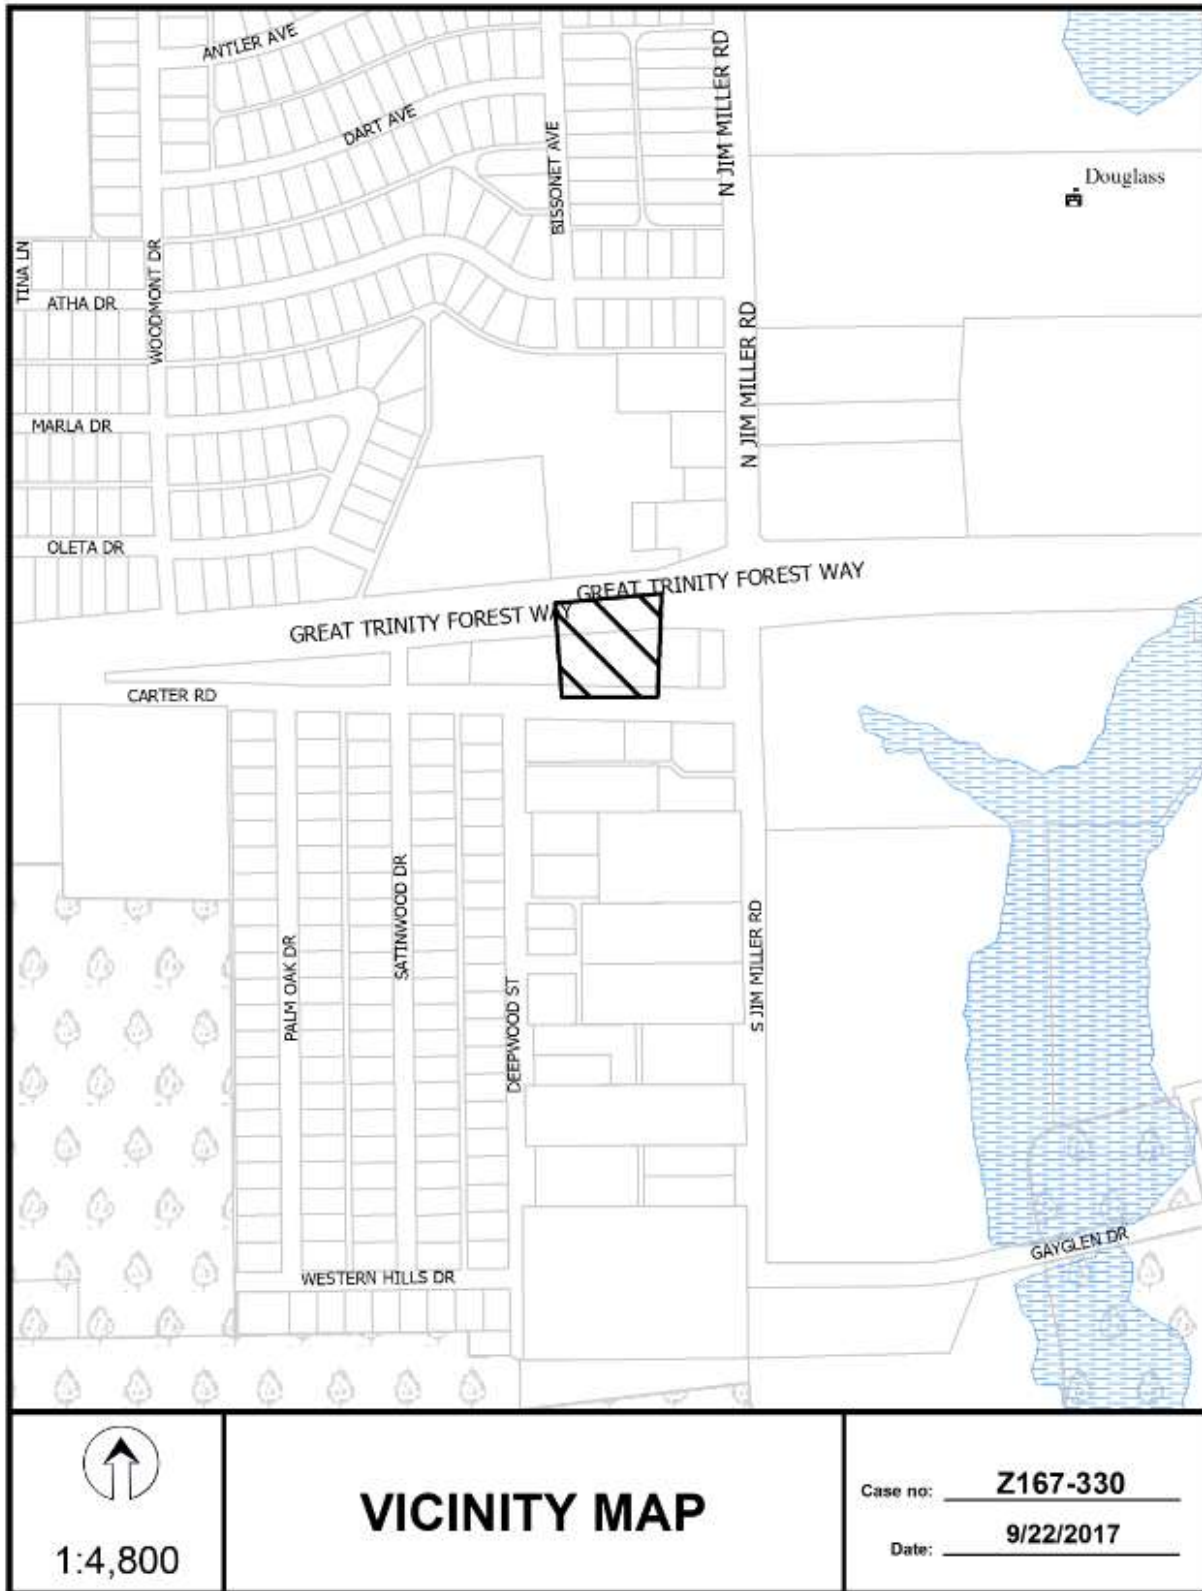 ANTLER AVE
DART AVE
BISSONET AVE
N JIM MILLER RD
Douglass
TINA LN
ATHA DR
WOODMONT DR
N JIM MILLER RD
MARLA DR
OLETA DR
GREAT TRINITY FOREST WAY
GREAT TRINITY FOREST WAY
CARTER RD
PALM OAK DR
SATINWOOD DR
DEEPWOOD ST
S JIM MILLER RD
GAYGLEN DR
WESTERN HILLS DR
1:4,800
VICINITY MAP
Case no: Z167-330
Date: 9/22/2017